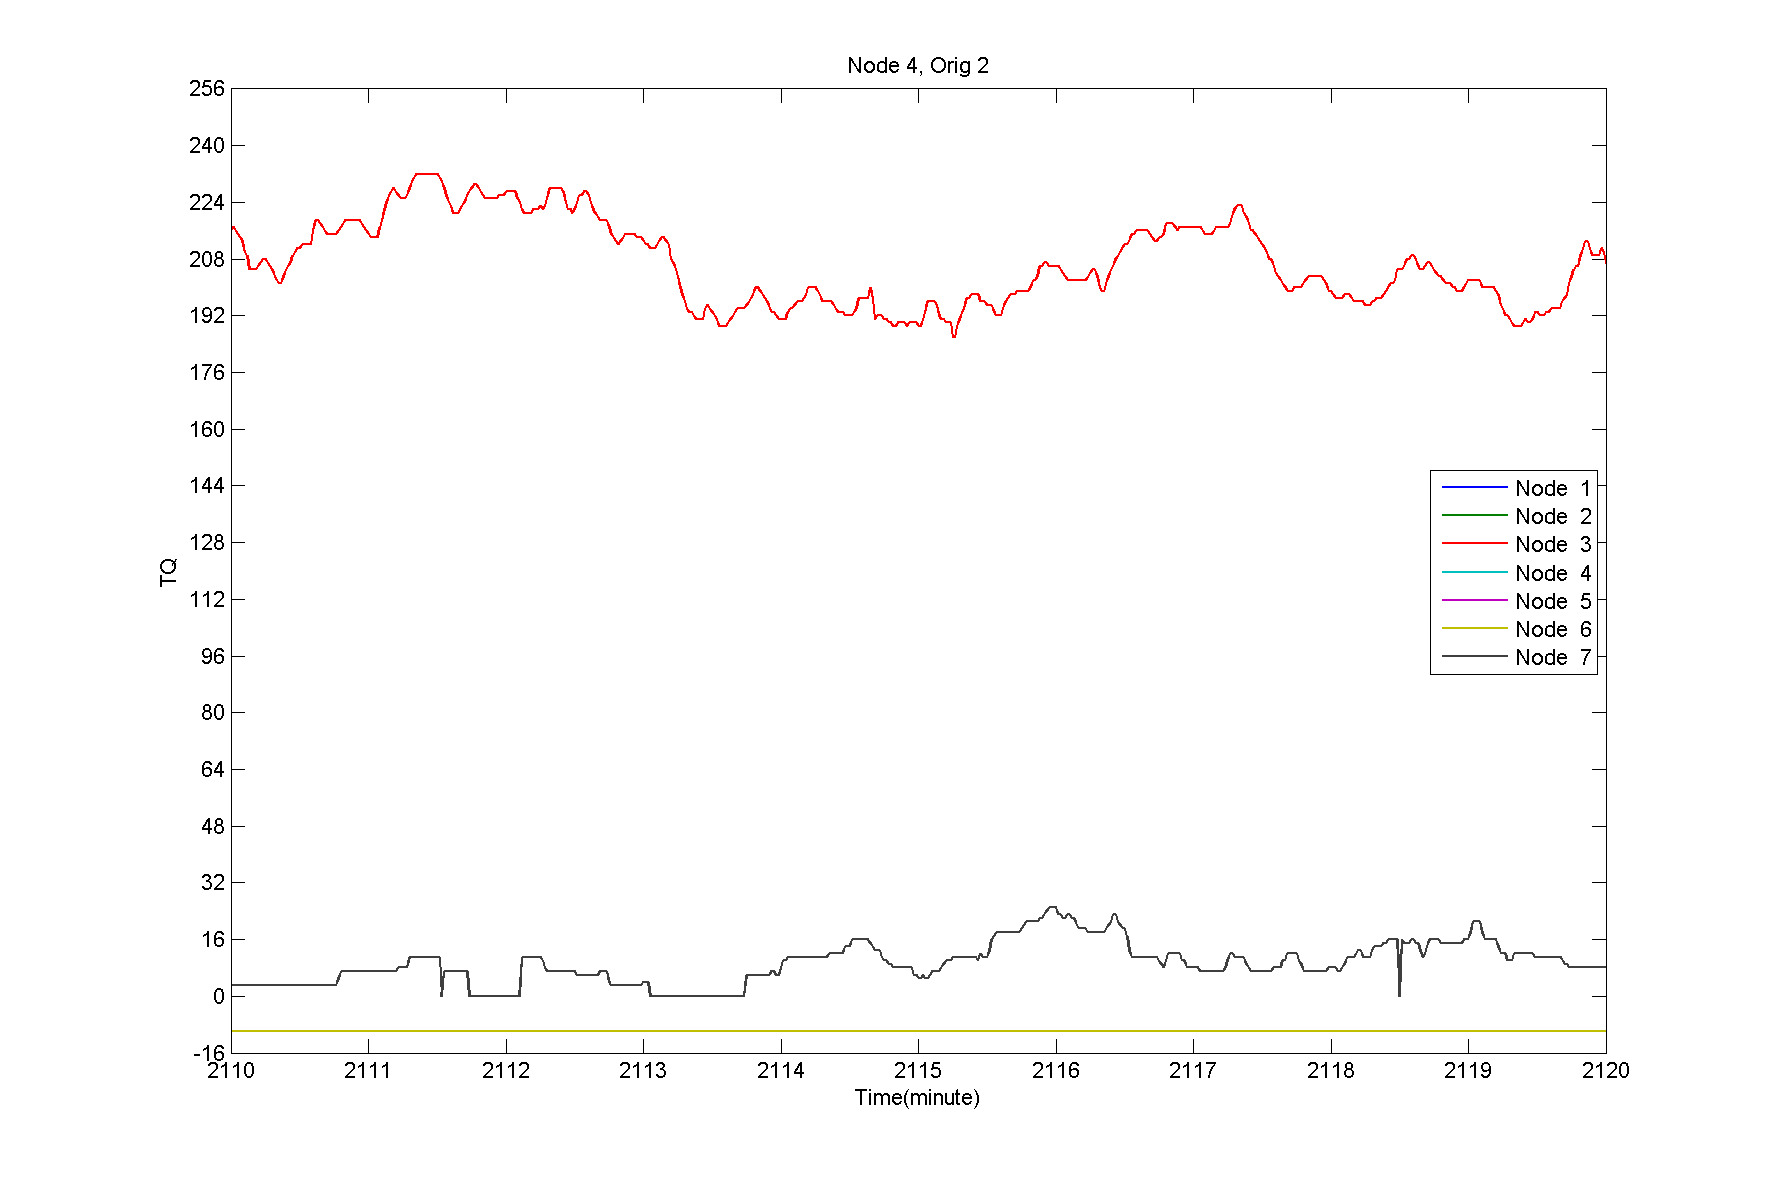 Node 4, Orig 2
256
240
224
208
192
176
160
144
128
112
96
80
64
48
32
16
0
-16
TQ
Node 1
Node 2
Node 3
Node 4
Node 5
Node 6
Node 7
2110 2111 2112 2113 2114 2115 2116 2117 2118 2119 2120
Time(minute)